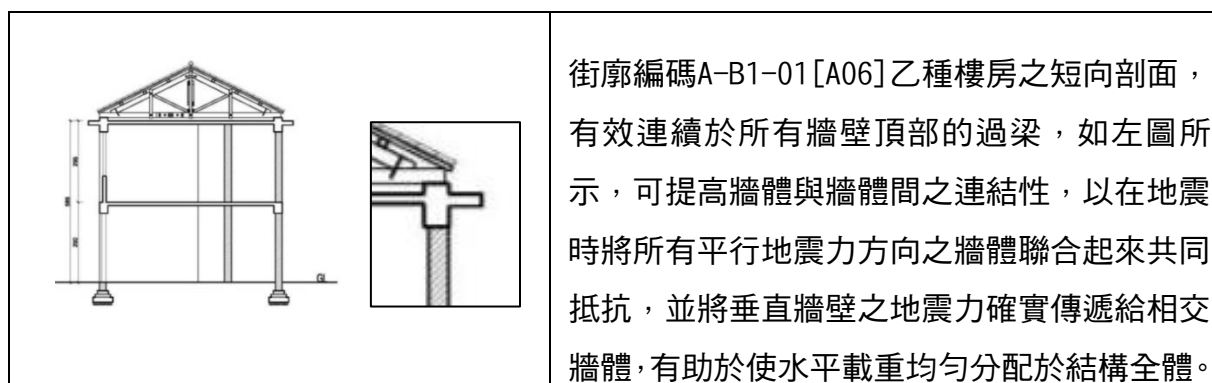 街廓編碼A-B1-01[A06]乙種樓房之短向剖面，
有效連續於所有牆壁頂部的過梁，如左圖所
示，可提高牆體與牆體間之連結性，以在地震
時將所有平行地震力方向之牆體聯合起來共同
抵抗，並將垂直牆壁之地震力確實傳遞給相交
牆體，有助於使水平載重均勻分配於結構全體。